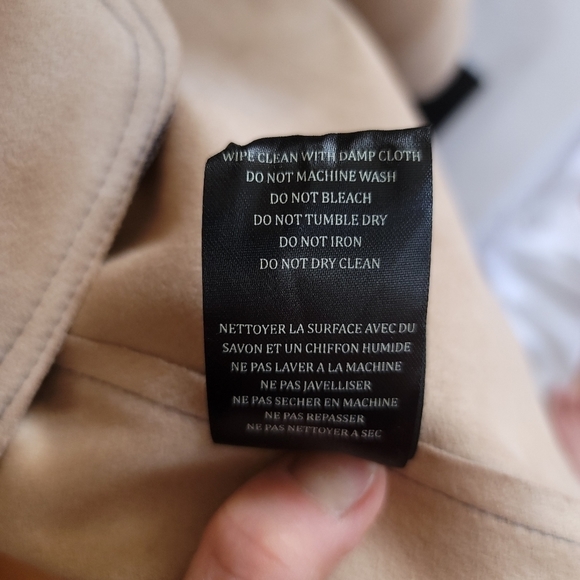 WIPE CLEAN WITH DAMP CLOTH
DO NOT MACHINE WASH
DO NOT BLEACH
DO NOT TUMBLE DRY
DO NOT IRON
DO NOT DRY CLEAN
NETTOYER LA SURFACE AVEC DU
SAVON ET UN CHIFFON HUMIDE
NE PAS LAVER A LA MACHINE
NE PAS JAVELLISER
NE PAS SECHER EN MACHINE
NE PAS REPASSER
NE PAS NETTOYER A SEC